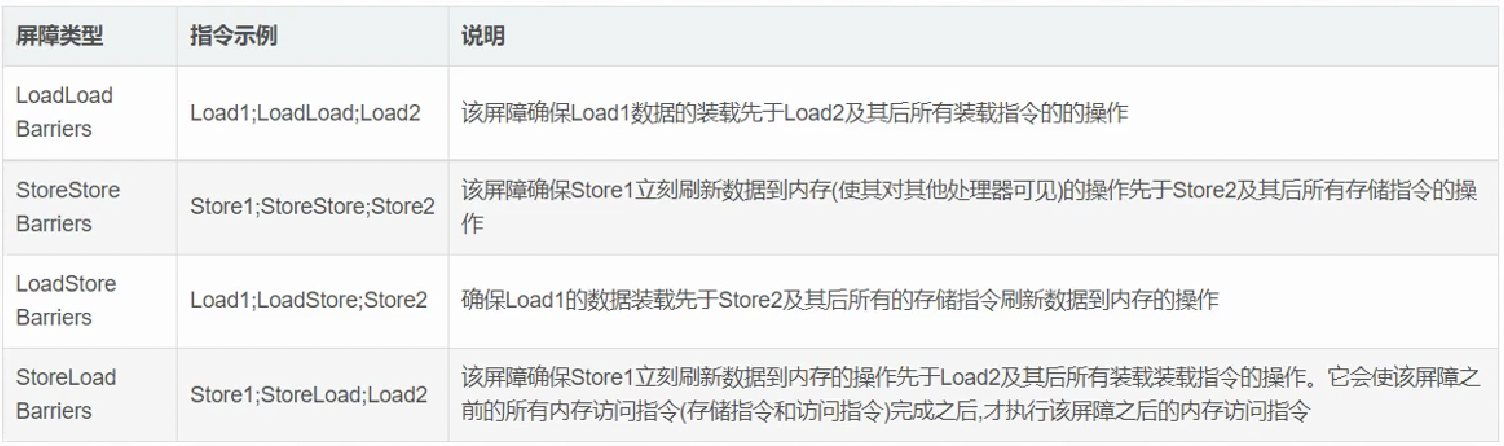 屏障类型 指令示例 说明
LoadLoad
Barriers
Load1;LoadLoad;Load2
该屏障确保Load1数据的装载先于Load2及其后所有装载指令的的操作
StoreStore
Barriers
Store1;StoreStore;Store2
该屏障确保Store1立刻刷新数据到内存(使其对其他处理器可见)的操作先于Store2及其后所有存储指令的操
作
LoadStore
Barriers
Load1;LoadStore;Store2
确保Load1的数据装载先于Store2及其后所有的存储指令刷新数据到内存的操作
StoreLoad
Barriers
Store1;StoreLoad;Load2
该屏障确保Store1立刻刷新数据到内存的操作先于Load2及其后所有装载装载指令的操作。它会使该屏障之
前的所有内存访问指令(存储指令和访问指令)完成之后,才执行该屏障之后的内存访问指令